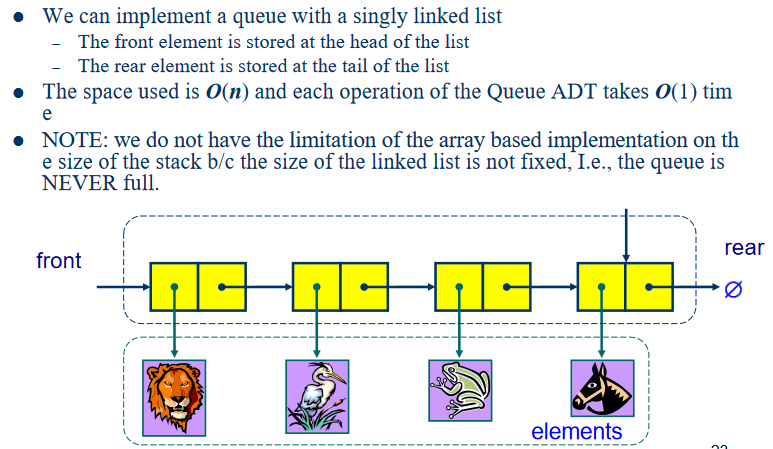 ● We can implement a queue with a singly linked list
– The front element is stored at the head of the list
– The rear element is stored at the tail of the list
● The space used is O(n) and each operation of the Queue ADT takes O(1) tim
e
● NOTE: we do not have the limitation of the array based implementation on th
e size of the stack b/c the size of the linked list is not fixed, I.e., the queue is
NEVER full.
front
rear
∅
elements